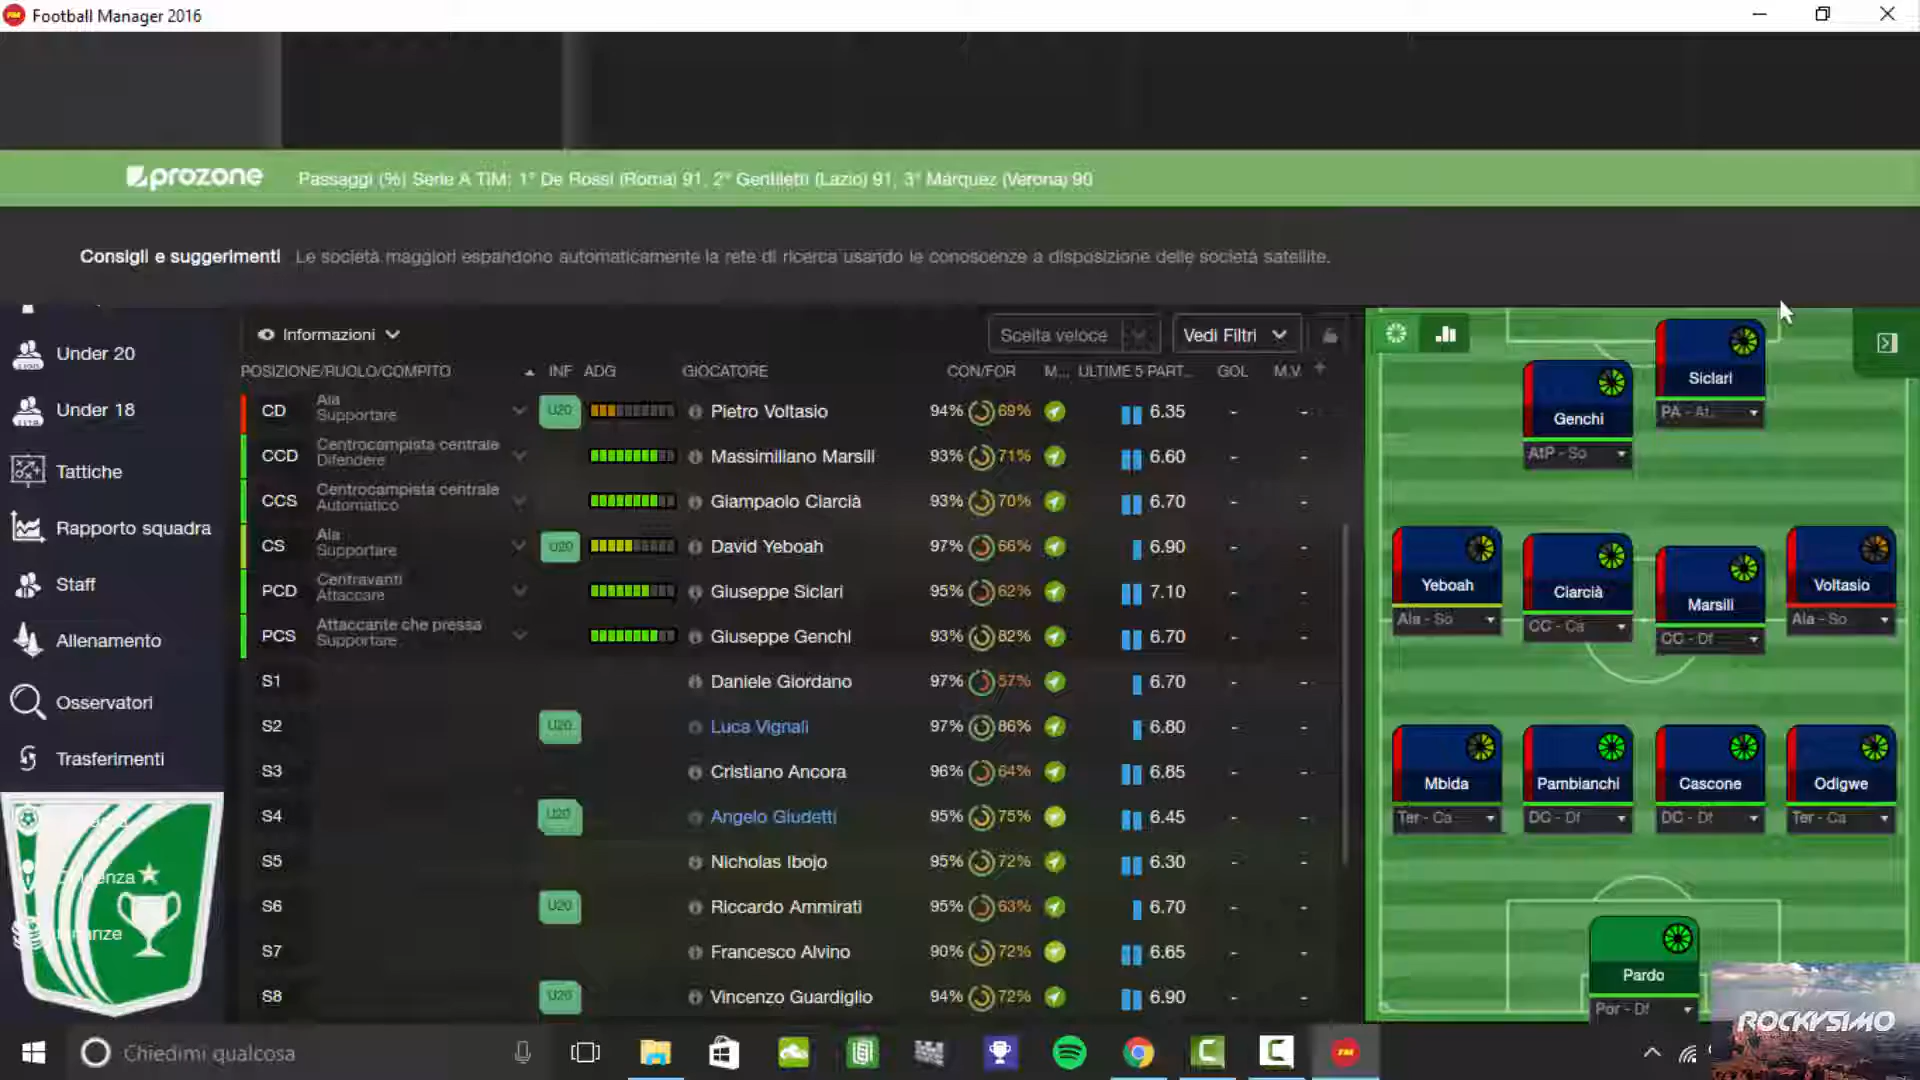 Football Manager 2016
prozone Passaggi (%) Serie A TIM: 1° De Rossi (Roma) 91, 2° Gentiletti (Lazio) 91, 3° Márquez (Verona) 90
Consigli e suggerimenti Le società maggiori espandono automaticamente la rete di ricerca usando le conoscenze a disposizione delle società satellite.
Under 20
Under 18
Tattiche
Rapporto squadra
Staff
Allenamento
Osservatori
Trasferimenti
Informazioni Scelta veloce Vedi Filtri
POSIZIONE/RUOLO/COMPITO INF ADG GIOCATORE CON/FOR M... ULTIME 5 PART... GOL M.V +
CD Ala Supportare U20 Pietro Voltasio 94% 69% 6.35 - -
CCD Centrocampista centrale Difendere Massimiliano Marsili 93% 71% 6.60 - -
CCS Centrocampista centrale Automatico Giampaolo Ciarcià 93% 70% 6.70 - -
CS Ala Supportare U20 David Yeboah 97% 66% 6.90 - -
PCD Centravanti Attaccare Giuseppe Siclari 95% 62% 7.10 - -
PCS Attaccante che pressa Supportare Giuseppe Genchi 93% 82% 6.70 - -
S1 Daniele Giordano 97% 57% 6.70 - -
S2 U20 Luca Vignali 97% 86% 6.80 - -
S3 Cristiano Ancora 96% 64% 6.85 - -
S4 U20 Angelo Giudetti 95% 75% 6.45 - -
S5 Nicholas Ibojo 95% 72% 6.30 - -
S6 U20 Riccardo Ammirati 95% 63% 6.70 - -
S7 Francesco Alvino 90% 72% 6.65 - -
S8 U20 Vincenzo Guardiglio 94% 72% 6.90 - -
Siclari
PA - At.
Genchi
AtP - So
Yeboah Ciarcià Marsili Voltasio
Ala - So CC - Ca CC - Df Ala - So
Mbida Pambianchi Cascone Odigwe
Ter - Ca DC - Df DC - Df Ter - Ca
Pardo
Por - Df
ROCKYSIMO
Chiedimi qualcosa